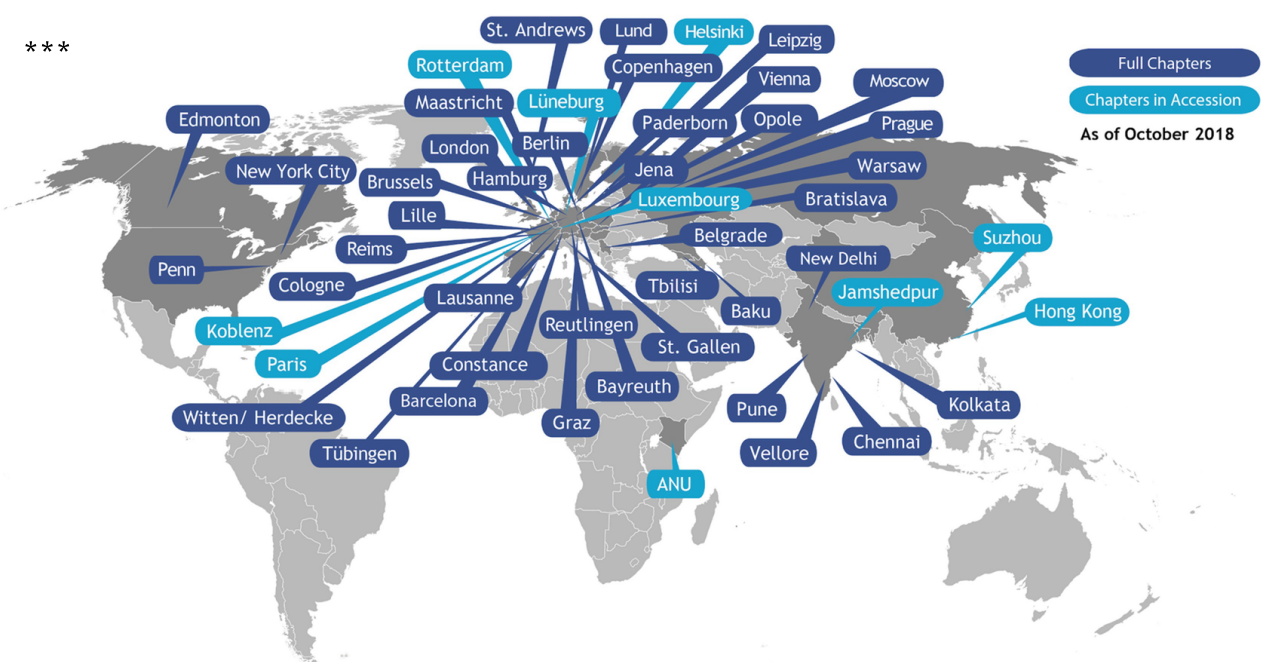 ***
St. Andrews
Lund
Helsinki
Leipzig
Rotterdam
Copenhagen
Full Chapters
Vienna
Moscow
Maastricht
Lüneburg
Chapters in Accession
Edmonton
Paderborn
Opole
Prague
As of October 2018
London
Berlin
New York City
Brussels
Hamburg
Jena
Warsaw
Luxembourg
Bratislava
Lille
Reims
Belgrade
Suzhou
Penn
New Delhi
Cologne
Lausanne
Tbilisi
Jamshedpur
Baku
Hong Kong
Koblenz
Reutlingen
St. Gallen
Paris
Constance
Bayreuth
Barcelona
Pune
Kolkata
Witten/ Herdecke
Graz
Tübingen
Vellore
Chennai
ANU